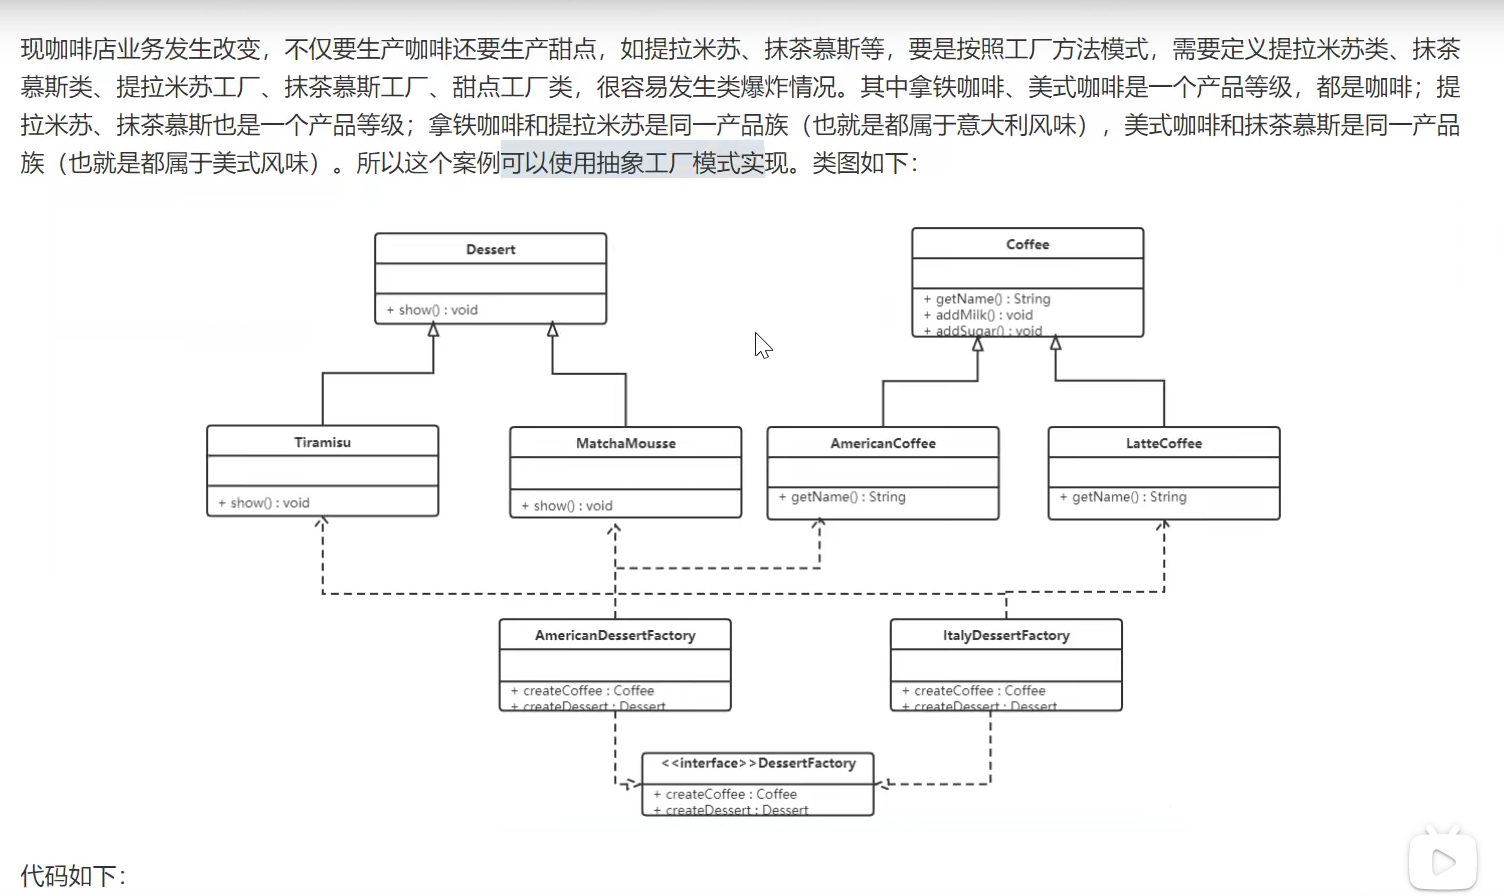 现咖啡店业务发生改变，不仅要生产咖啡还要生产甜点，如提拉米苏、抹茶慕斯等，要是按照工厂方法模式，需要定义提拉米苏类、抹茶
慕斯类、提拉米苏工厂、抹茶慕斯工厂、甜点工厂类，很容易发生类爆炸情况。其中拿铁咖啡、美式咖啡是一个产品等级，都是咖啡；提
拉米苏、抹茶慕斯也是一个产品等级；拿铁咖啡和提拉米苏是同一产品族（也就是都属于意大利风味），美式咖啡和抹茶慕斯是同一产品
族（也就是都属于美式风味）。所以这个案例可以使用抽象工厂模式实现。类图如下：
Dessert
+ show() : void
Coffee
+ getName() : String
+ addMilk() : void
+ addSugar() : void
Tiramisu
+ show() : void
MatchaMousse
+ show() : void
AmericanCoffee
+ getName() : String
LatteCoffee
+ getName() : String
AmericanDessertFactory
+ createCoffee : Coffee
+ createDessert : Dessert
ItalyDessertFactory
+ createCoffee : Coffee
+ createDessert : Dessert
<<interface>>DessertFactory
+ createCoffee : Coffee
+ createDessert : Dessert
代码如下：